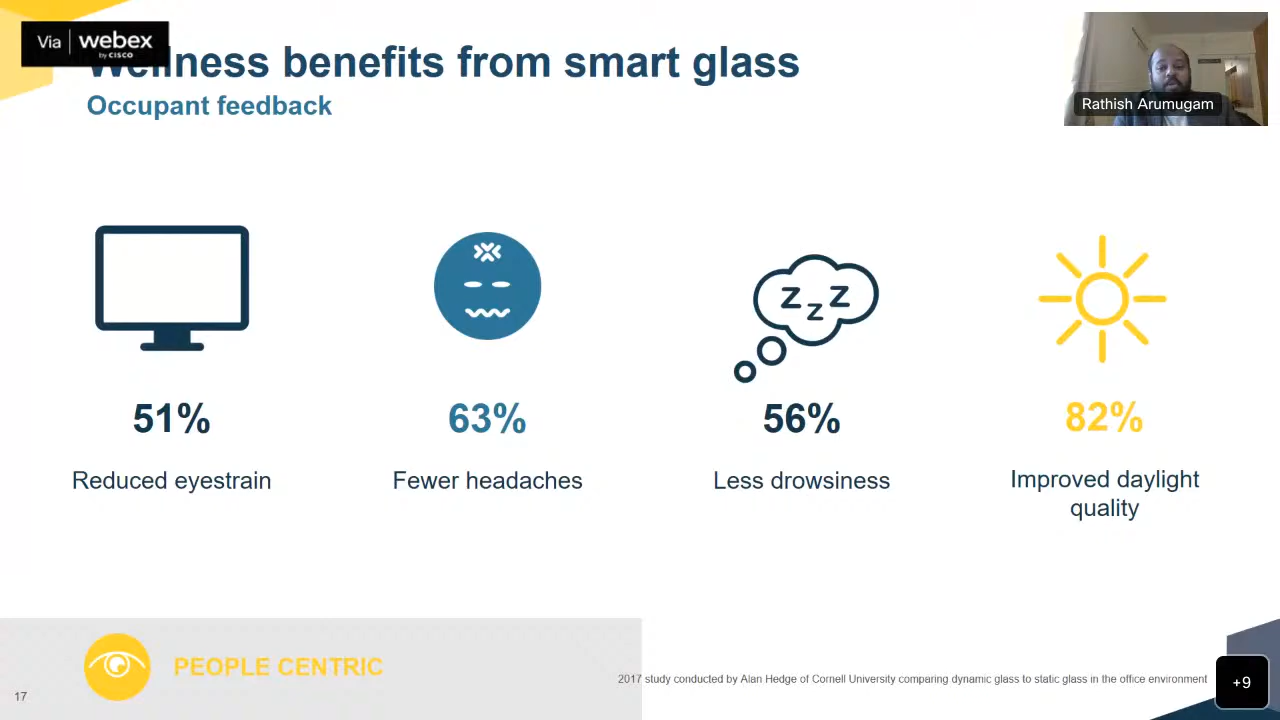 Via webex
by CISCO
Wellness benefits from smart glass
Occupant feedback
Rathish Arumugam
z z z
51%
Reduced eyestrain
63%
Fewer headaches
56%
Less drowsiness
82%
Improved daylight
quality
PEOPLE CENTRIC
2017 study conducted by Alan Hedge of Cornell University comparing dynamic glass to static glass in the office environment
17
+9